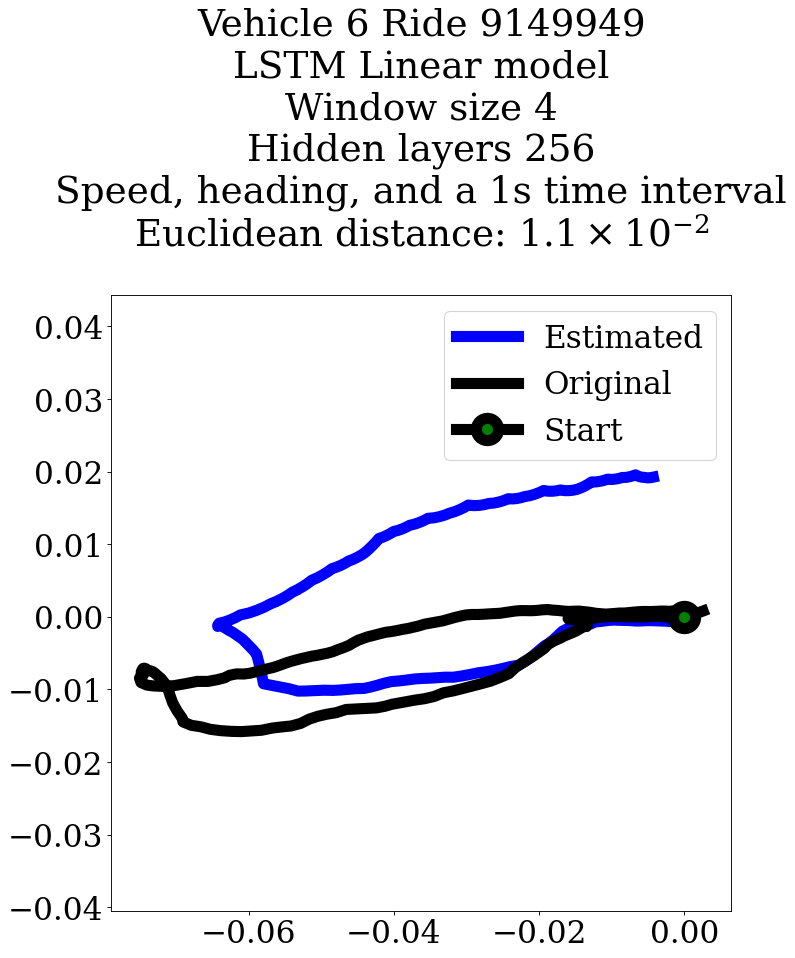 Vehicle 6 Ride 9149949
LSTM Linear model
Window size 4
Hidden layers 256
Speed, heading, and a 1s time interval
Euclidean distance: 1.1 × 10⁻²
Estimated
Original
Start
0.04
0.03
0.02
0.01
0.00
−0.01
−0.02
−0.03
−0.04
−0.06 −0.04 −0.02 0.00